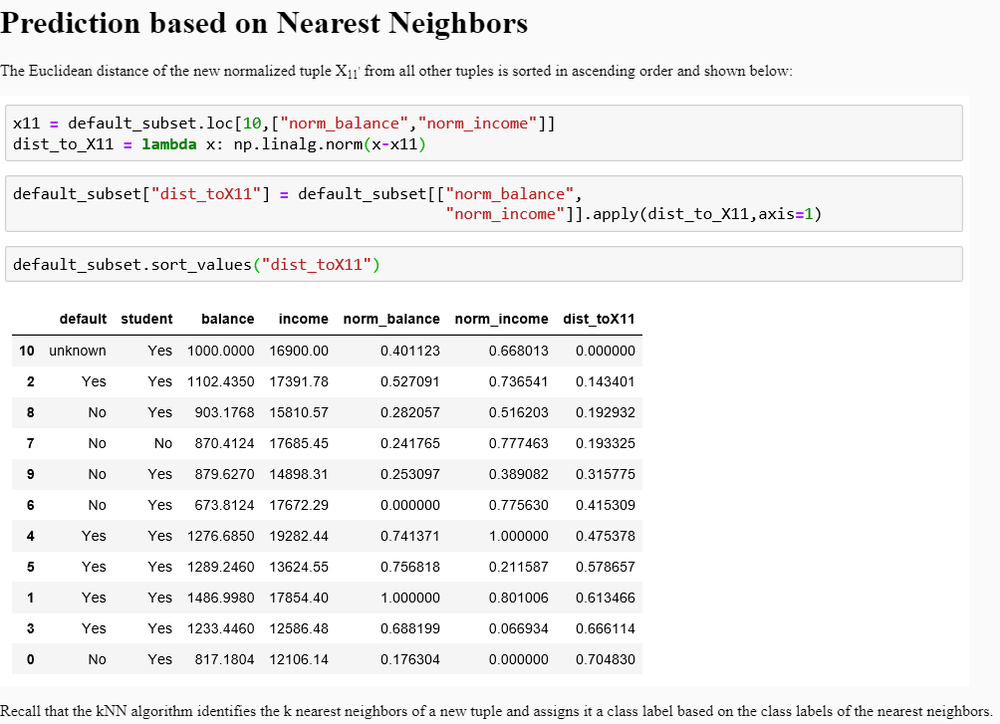 Prediction based on Nearest Neighbors
The Euclidean distance of the new normalized tuple X11' from all other tuples is sorted in ascending order and shown below:
x11 = default_subset.loc[10,["norm_balance","norm_income"]]
dist_to_X11 = lambda x: np.linalg.norm(x-x11)
default_subset["dist_toX11"] = default_subset[["norm_balance",
"norm_income"]].apply(dist_to_X11,axis=1)
default_subset.sort_values("dist_toX11")
default student balance income norm_balance norm_income dist_toX11
10 unknown Yes 1000.0000 16900.00 0.401123 0.668013 0.000000
2 Yes Yes 1102.4350 17391.78 0.527091 0.736541 0.143401
8 No Yes 903.1768 15810.57 0.282057 0.516203 0.192932
7 No No 870.4124 17685.45 0.241765 0.777463 0.193325
9 No Yes 879.6270 14898.31 0.253097 0.389082 0.315775
6 No Yes 673.8124 17672.29 0.000000 0.775630 0.415309
4 Yes Yes 1276.6850 19282.44 0.741371 1.000000 0.475378
5 Yes Yes 1289.2460 13624.55 0.756818 0.211587 0.578657
1 Yes Yes 1486.9980 17854.40 1.000000 0.801006 0.613466
3 Yes Yes 1233.4460 12586.48 0.688199 0.066934 0.666114
0 No Yes 817.1804 12106.14 0.176304 0.000000 0.704830
Recall that the kNN algorithm identifies the k nearest neighbors of a new tuple and assigns it a class label based on the class labels of the nearest neighbors.